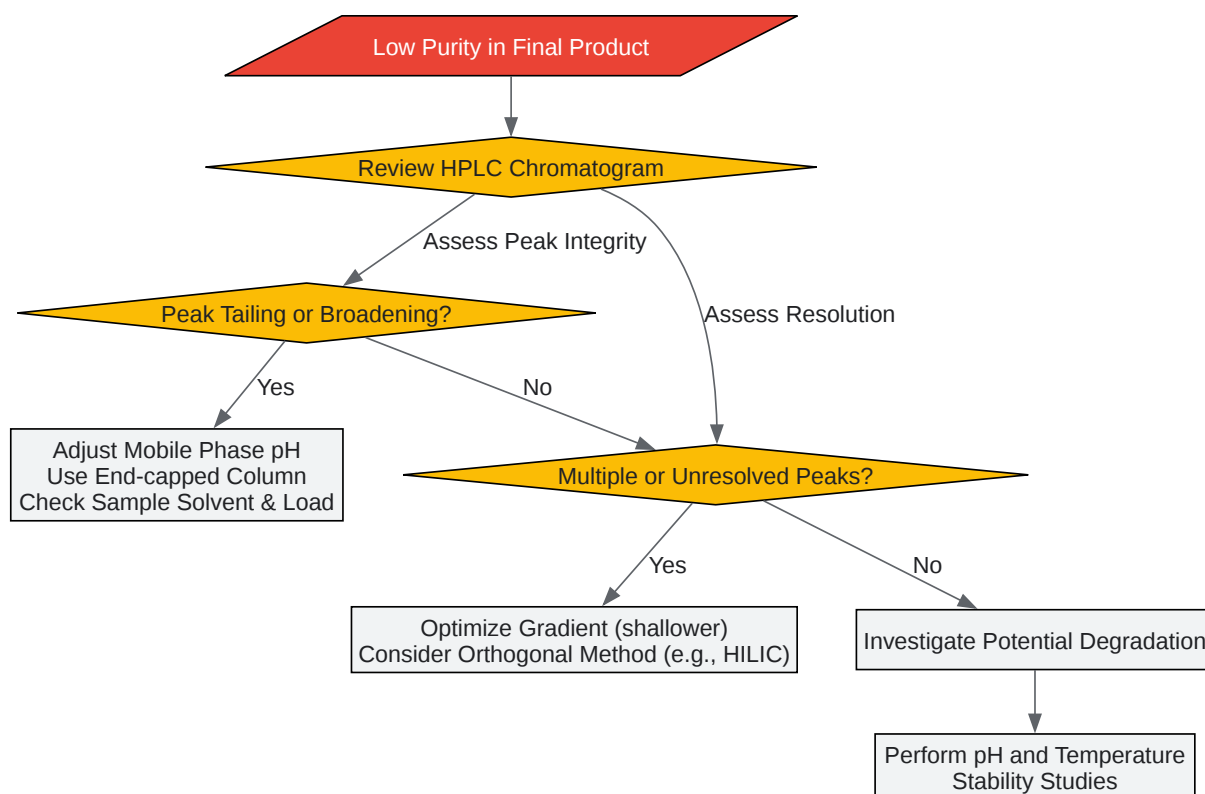 Low Purity in Final Product
Review HPLC Chromatogram
Assess Peak Integrity
Peak Tailing or Broadening?
Assess Resolution
Yes
No
Adjust Mobile Phase pH
Use End-capped Column
Check Sample Solvent & Load
Multiple or Unresolved Peaks?
Yes
No
Optimize Gradient (shallower)
Consider Orthogonal Method (e.g., HILIC)
Investigate Potential Degradation
Perform pH and Temperature
Stability Studies